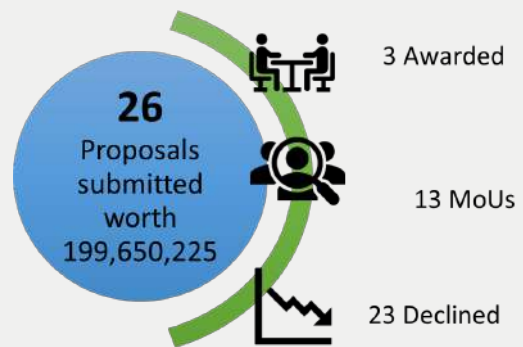 26
Proposals
submitted
worth
199,650,225
3 Awarded
13 MoUs
23 Declined